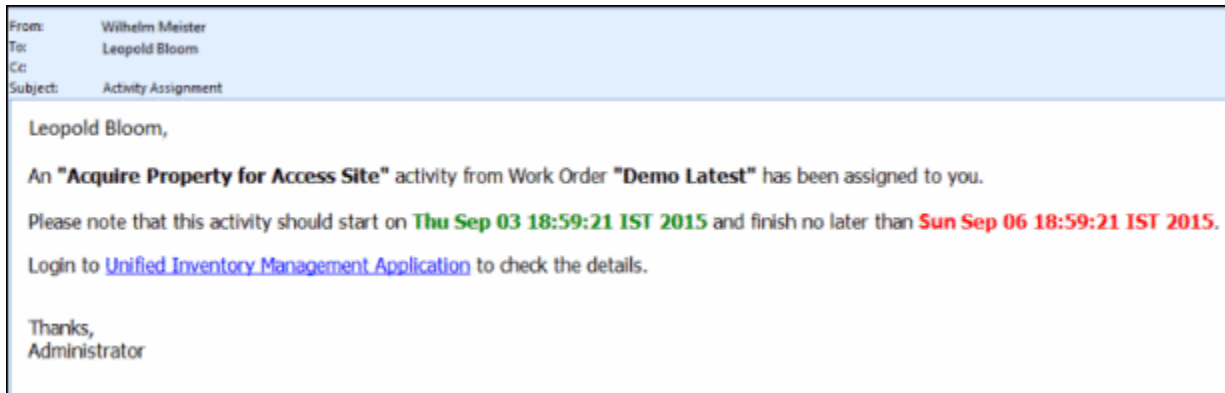 From: Wilhelm Meister
To: Leopold Bloom
Cc:
Subject: Activity Assignment
Leopold Bloom,
An "Acquire Property for Access Site" activity from Work Order "Demo Latest" has been assigned to you.
Please note that this activity should start on Thu Sep 03 18:59:21 IST 2015 and finish no later than Sun Sep 06 18:59:21 IST 2015.
Login to Unified Inventory Management Application to check the details.
Thanks,
Administrator